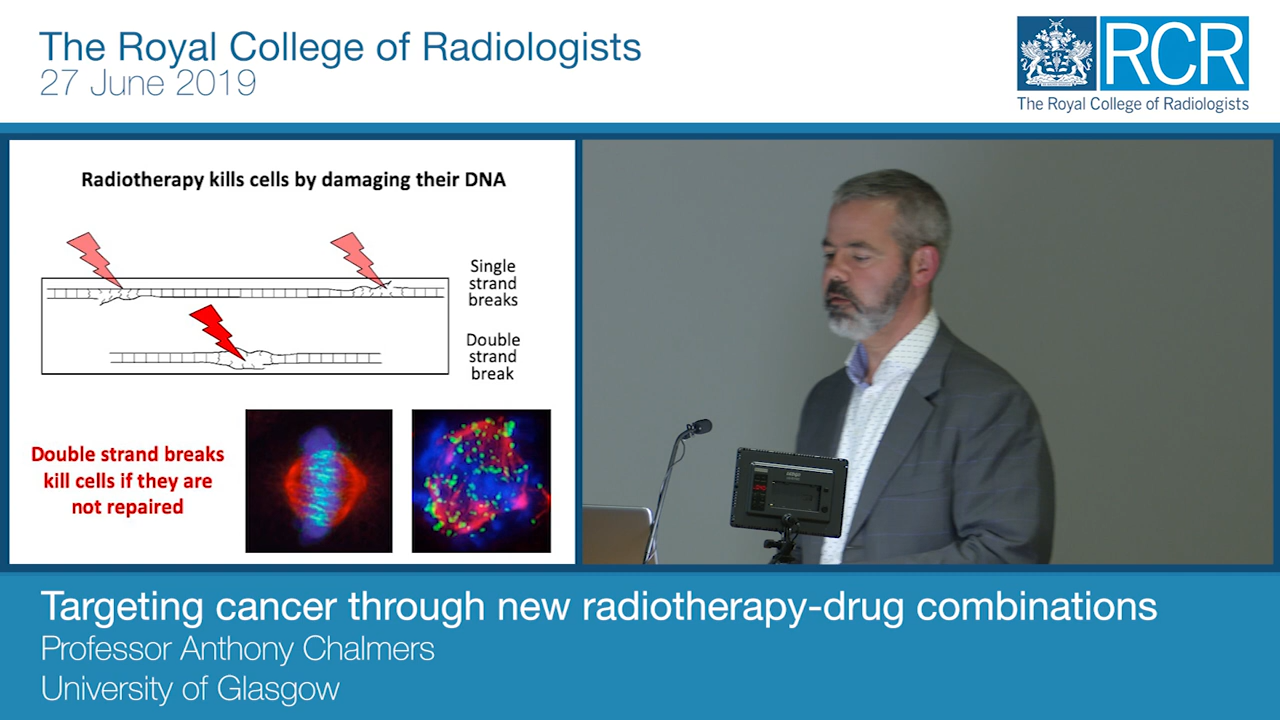 The Royal College of Radiologists
27 June 2019
RCR
The Royal College of Radiologists
Radiotherapy kills cells by damaging their DNA
Single
strand
breaks
Double
strand
break
Double strand breaks
kill cells if they are
not repaired
Targeting cancer through new radiotherapy-drug combinations
Professor Anthony Chalmers
University of Glasgow